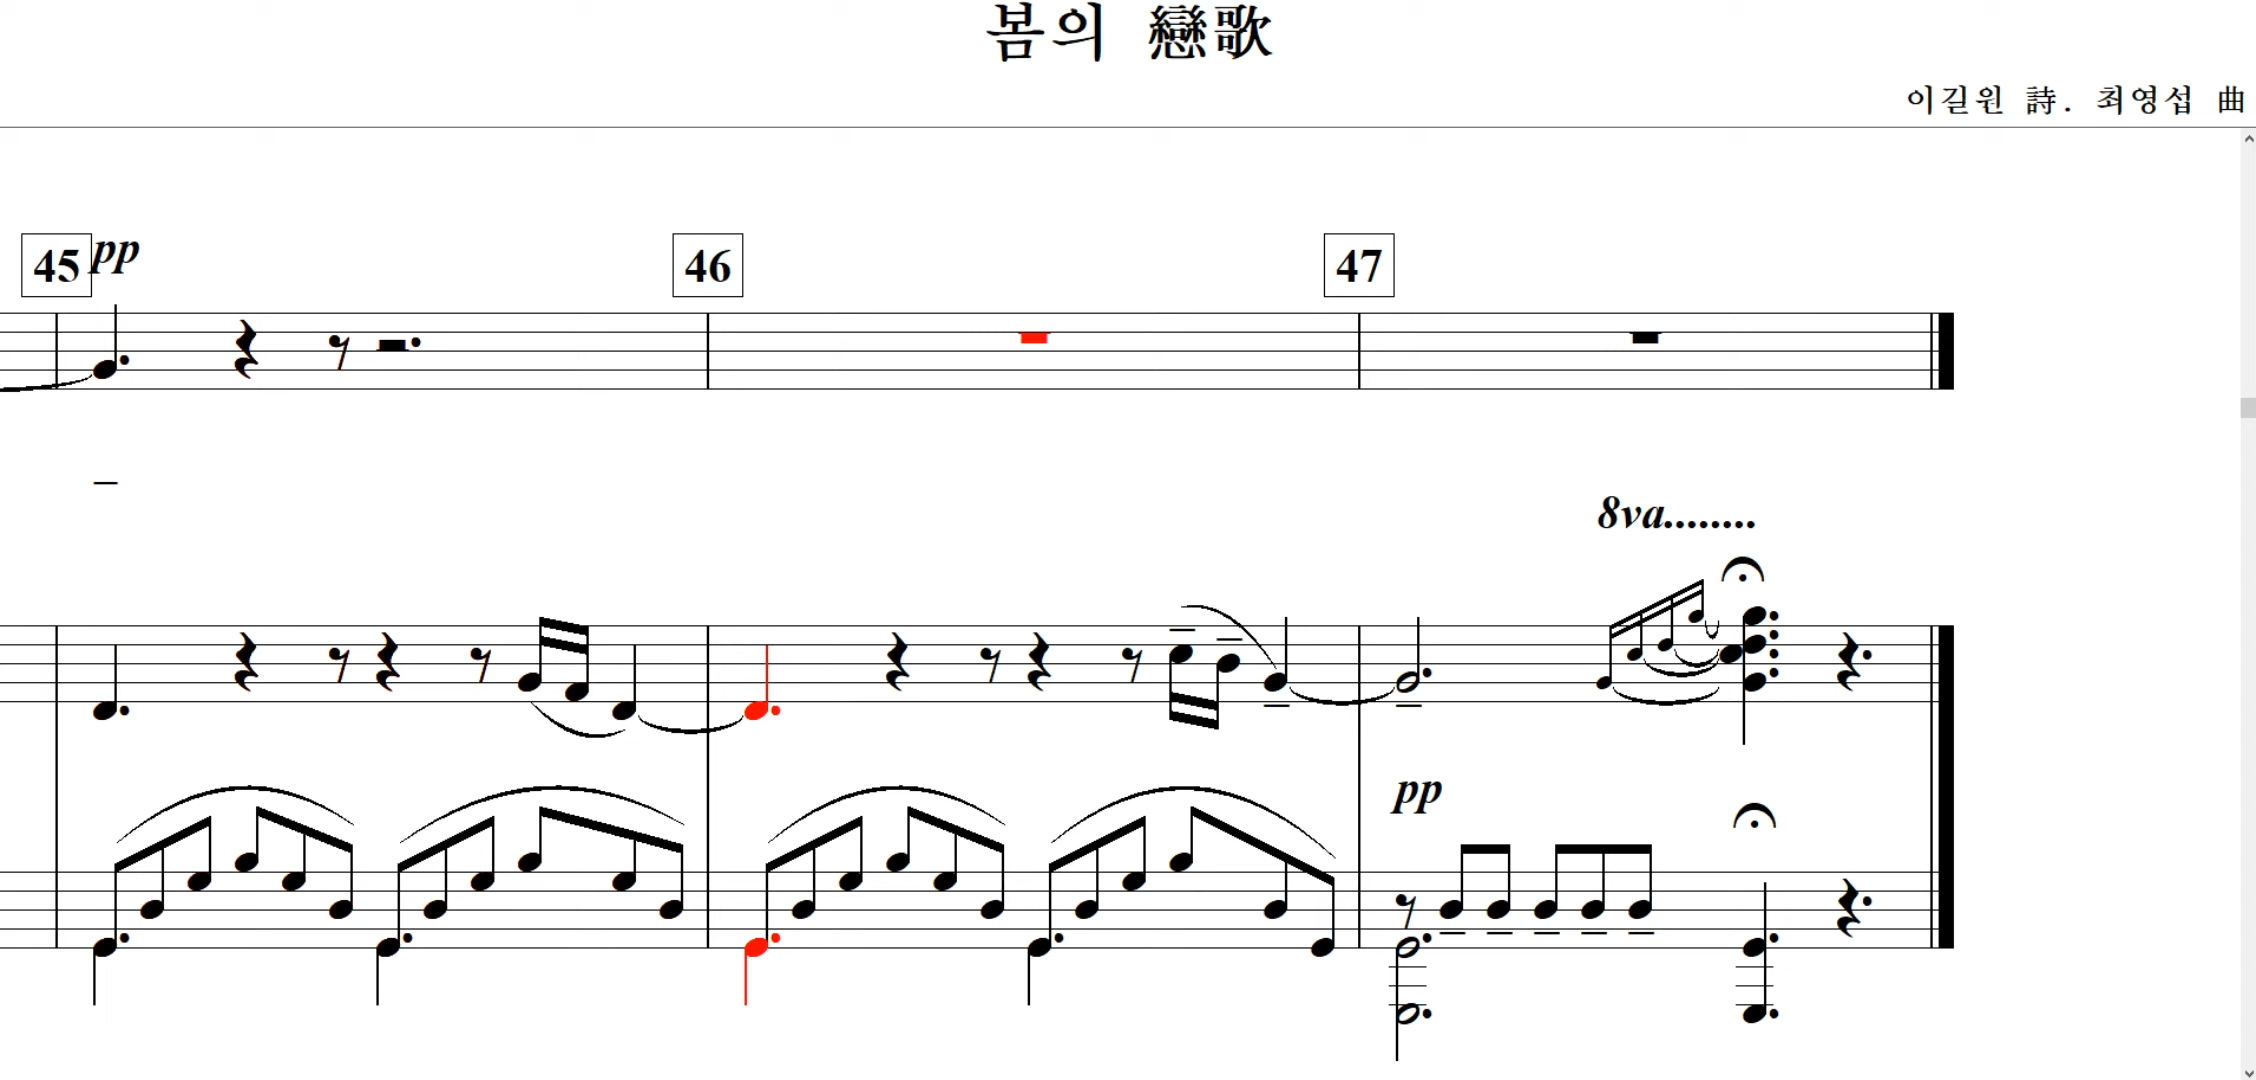 봄의 戀歌
이길원 詩. 최영섭 曲
45 pp 46 47
8va........
pp